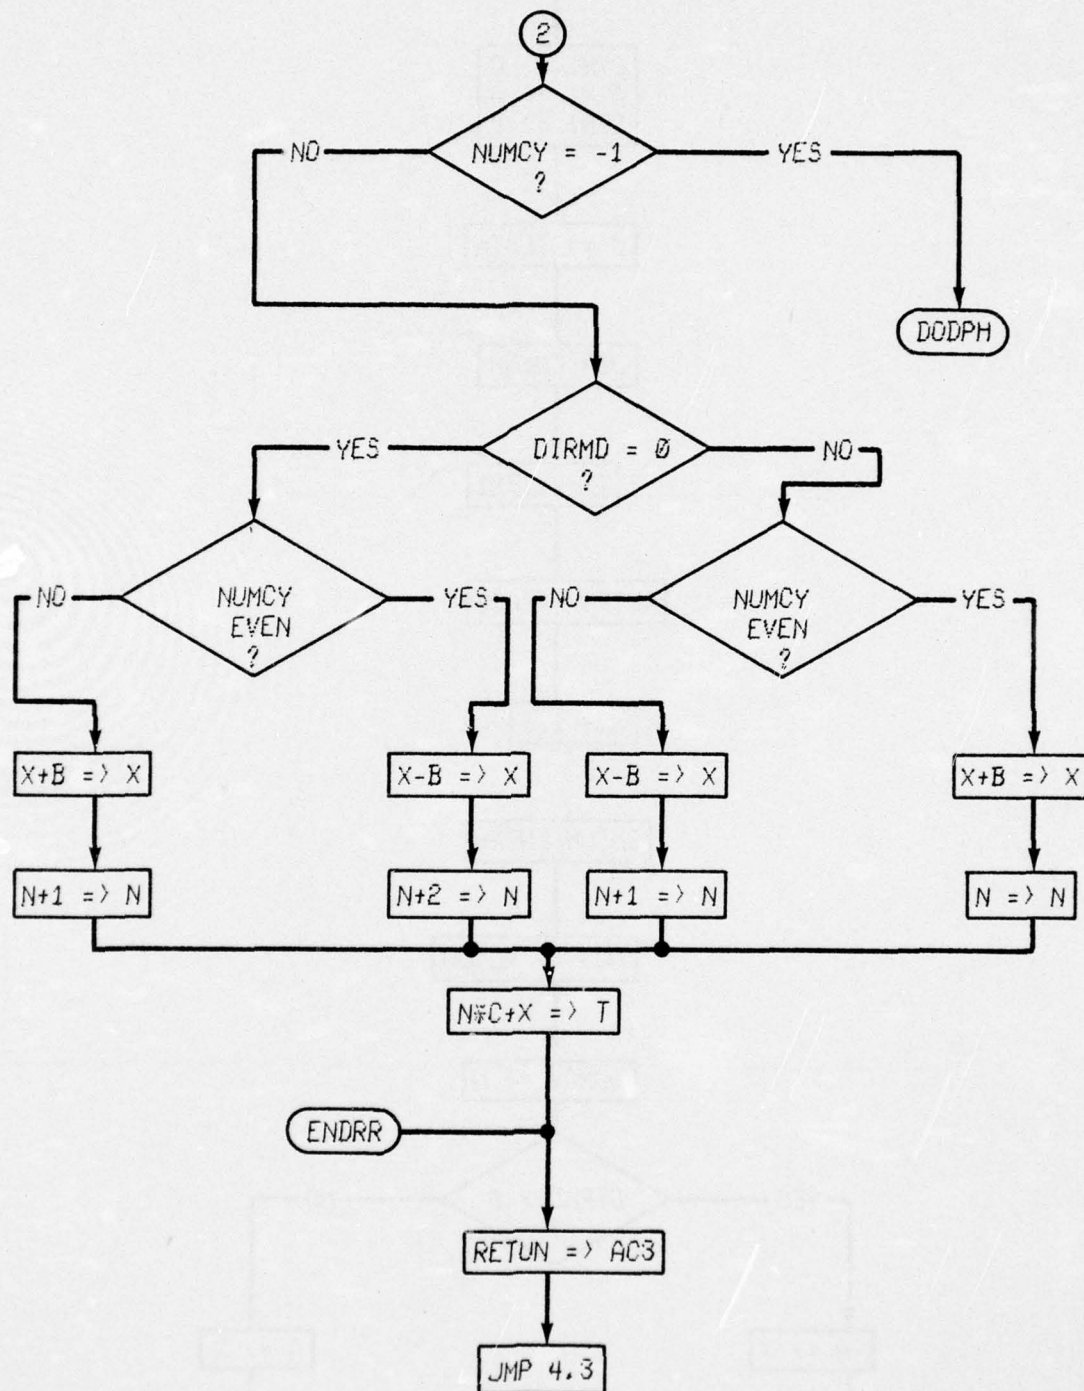 2
NUMCY = -1
?
NO
YES
DODPH
DIRMD = 0
?
YES
NO
NUMCY
EVEN
?
NO
YES
NUMCY
EVEN
?
NO
YES
X+B => X
X-B => X
X-B => X
X+B => X
N+1 => N
N+2 => N
N+1 => N
N => N
N*C+X => T
ENDRR
RETUN => AC3
JMP 4.3